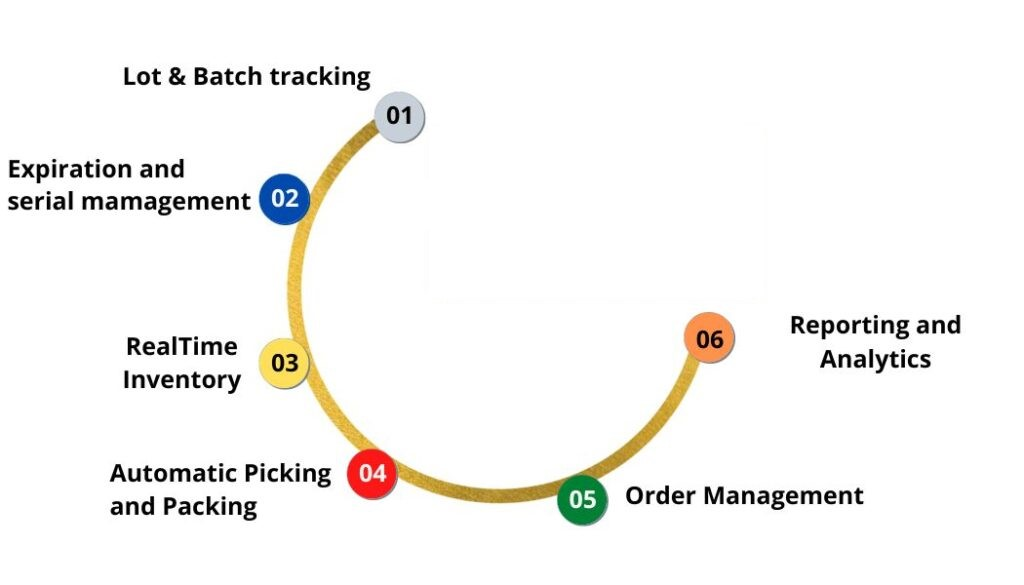 Lot & Batch tracking
01
Expiration and
serial mamagement
02
RealTime
Inventory
03
Automatic Picking
and Packing
04
05
Order Management
06
Reporting and
Analytics